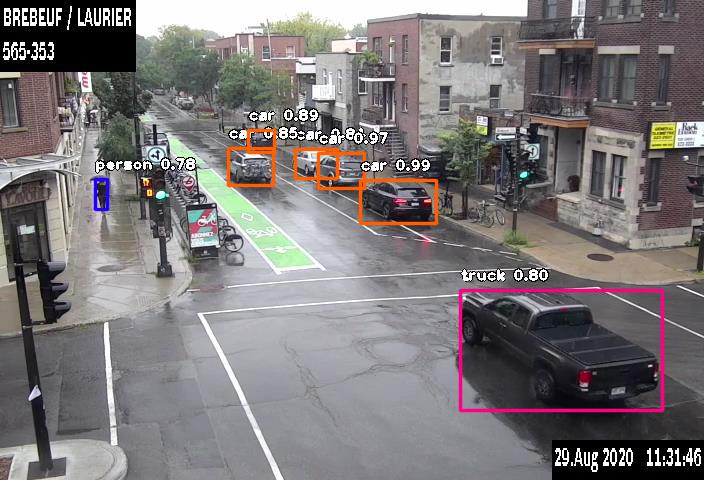 BREBEUF / LAURIER
565-353
car 0.89
car 0.85
car 0.97
car 0.99
person 0.78
truck 0.80
29.Aug 2020 11:31:46